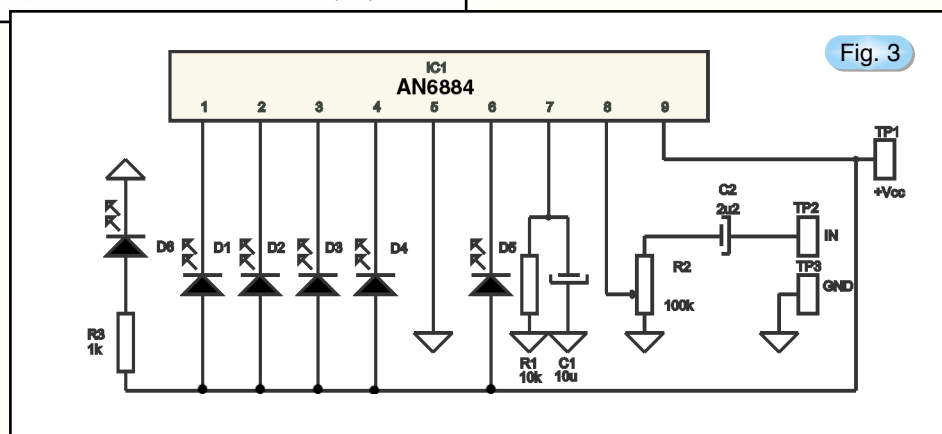 Fig. 3
IC1
AN6884
1 2 3 4 5 6 7 8 9
TP1
+Vcc
C2
2u2
TP2
IN
D6 D1 D2 D3 D4 D5
R2
TP3
GND
100k
R3
1k
R1 C1
10k 10u